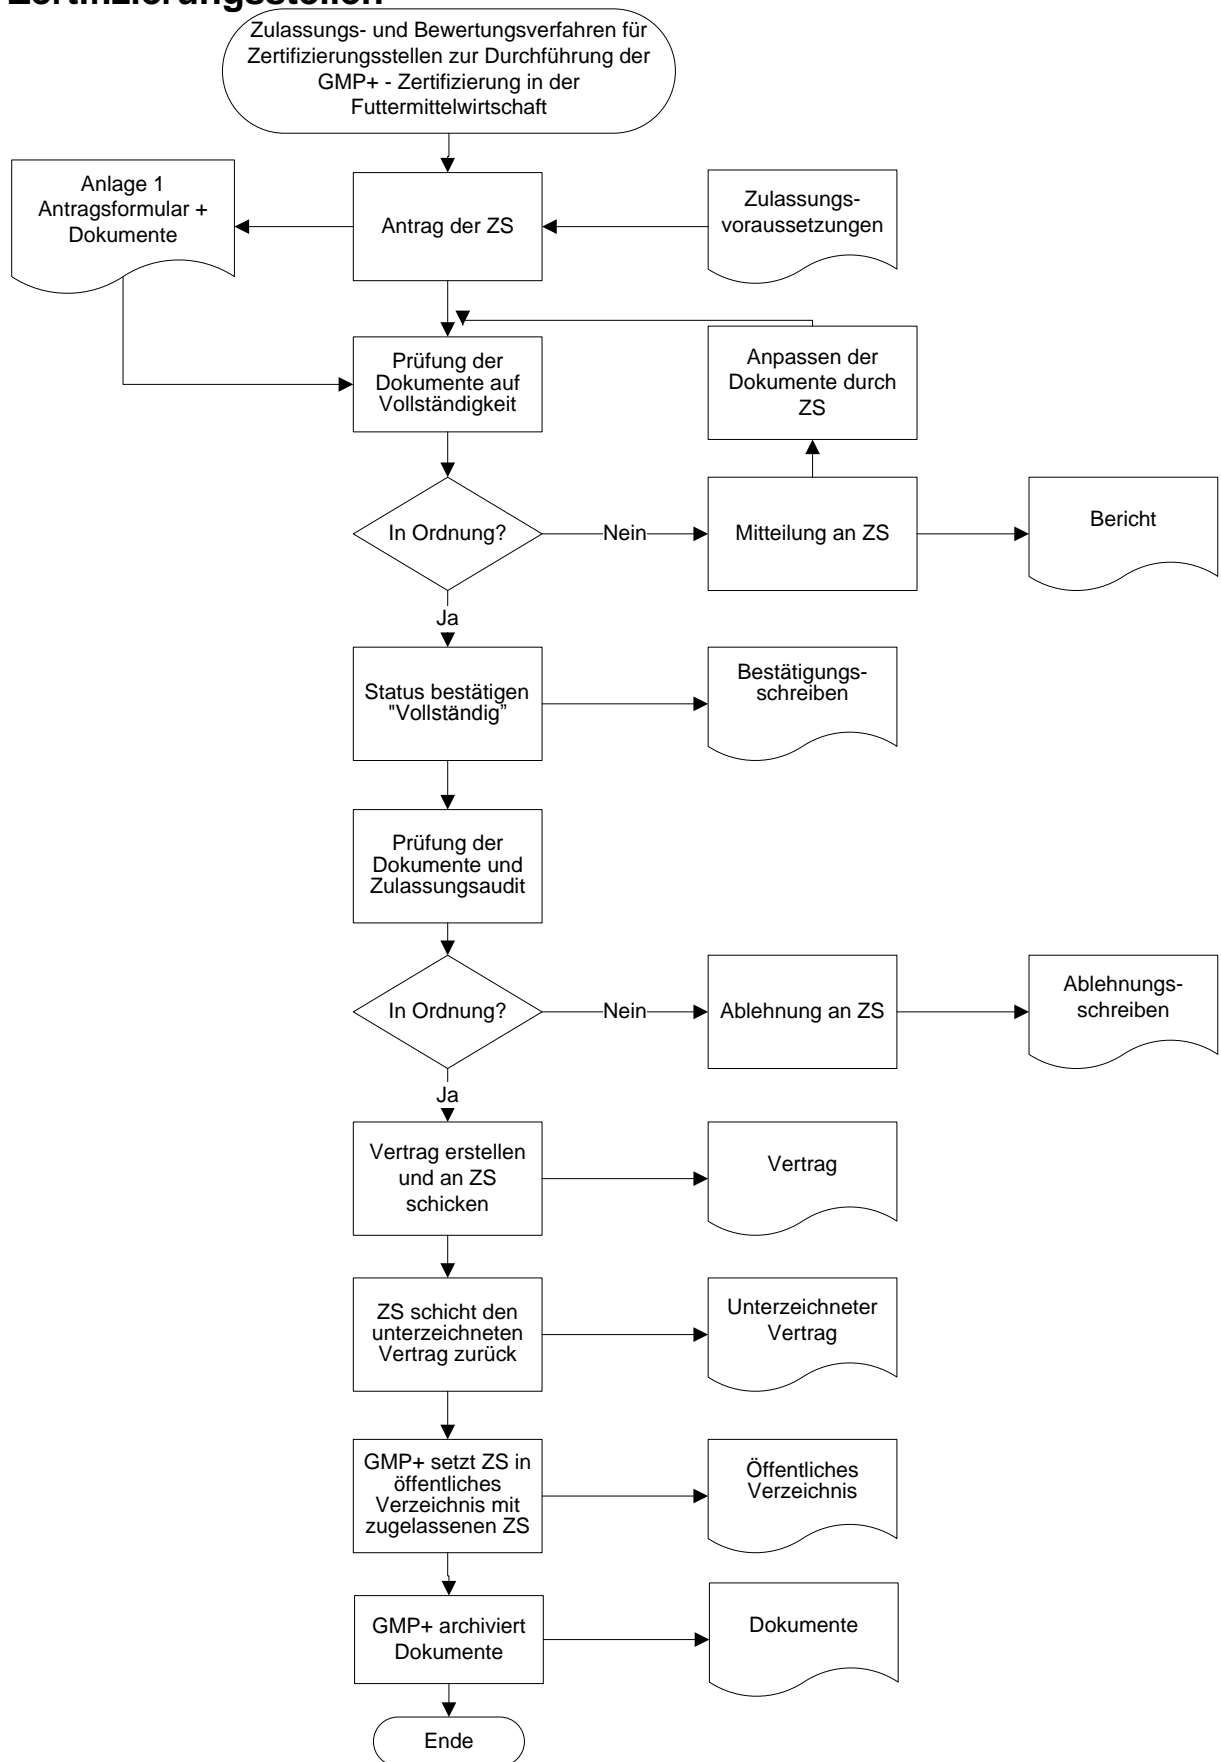 Zertifizierungsstellen
Zulassungs- und Bewertungsverfahren für
Zertifizierungsstellen zur Durchführung der
GMP+ - Zertifizierung in der
Futtermittelwirtschaft
Anlage 1
Antragsformular +
Dokumente
Antrag der ZS
Zulassungs-
voraussetzungen
Prüfung der
Dokumente auf
Vollständigkeit
Anpassen der
Dokumente durch
ZS
In Ordnung?
Nein
Mitteilung an ZS
Bericht
Ja
Status bestätigen
"Vollständig”
Bestätigungs-
schreiben
Prüfung der
Dokumente und
Zulassungsaudit
In Ordnung?
Nein
Ablehnung an ZS
Ablehnungs-
schreiben
Ja
Vertrag erstellen
und an ZS
schicken
Vertrag
ZS schicht den
unterzeichneten
Vertrag zurück
Unterzeichneter
Vertrag
GMP+ setzt ZS in
öffentliches
Verzeichnis mit
zugelassenen ZS
Öffentliches
Verzeichnis
GMP+ archiviert
Dokumente
Dokumente
Ende